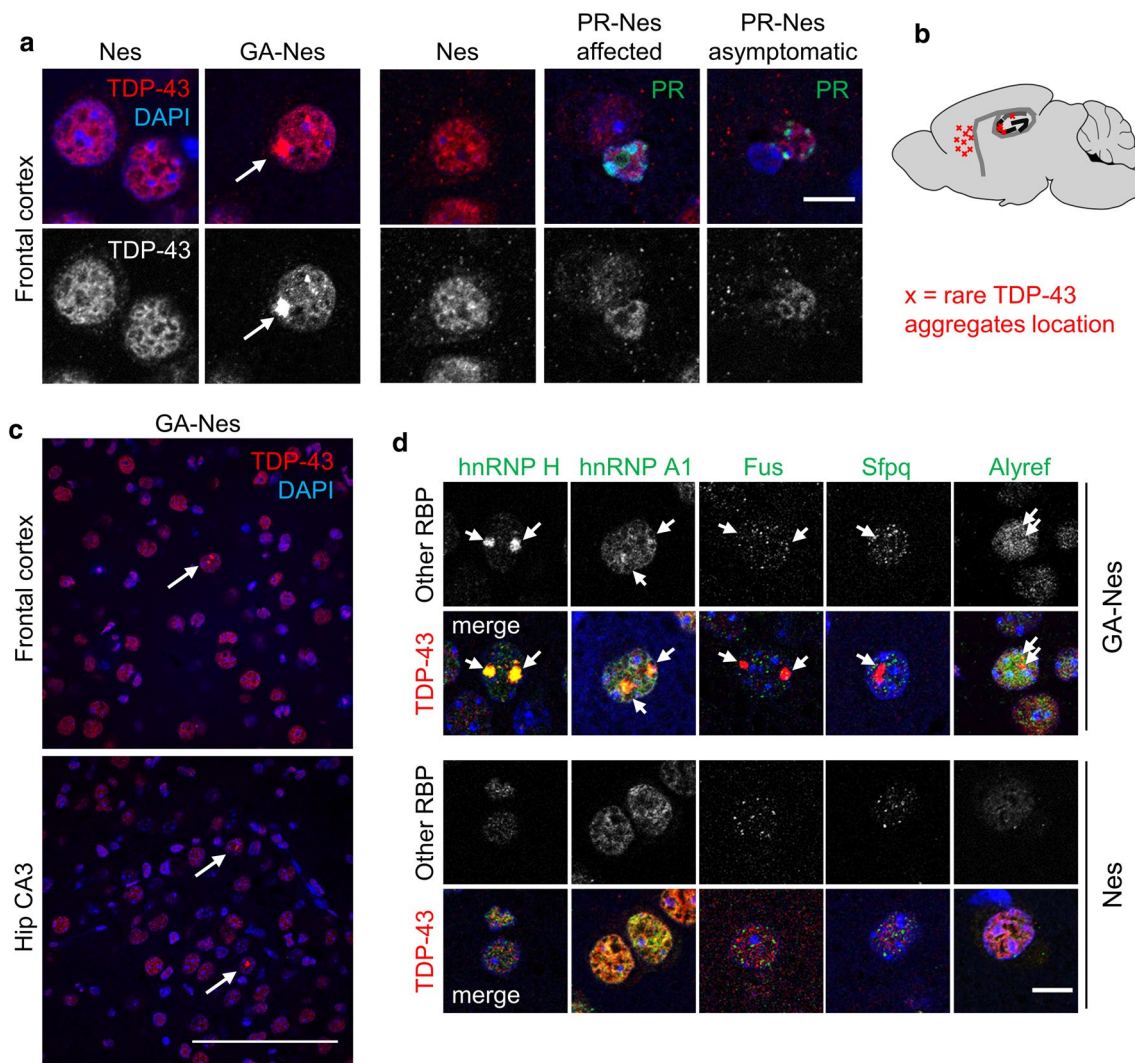 a
Nes
GA-Nes
Nes
PR-Nes
affected
PR-Nes
asymptomatic
TDP-43
DAPI
PR
PR
TDP-43
Frontal cortex
b
x = rare TDP-43
aggregates location
c
GA-Nes
TDP-43
DAPI
Frontal cortex
Hip CA3
d
hnRNP H
hnRNP A1
Fus
Sfpq
Alyref
Other RBP
TDP-43
merge
GA-Nes
Other RBP
TDP-43
merge
Nes